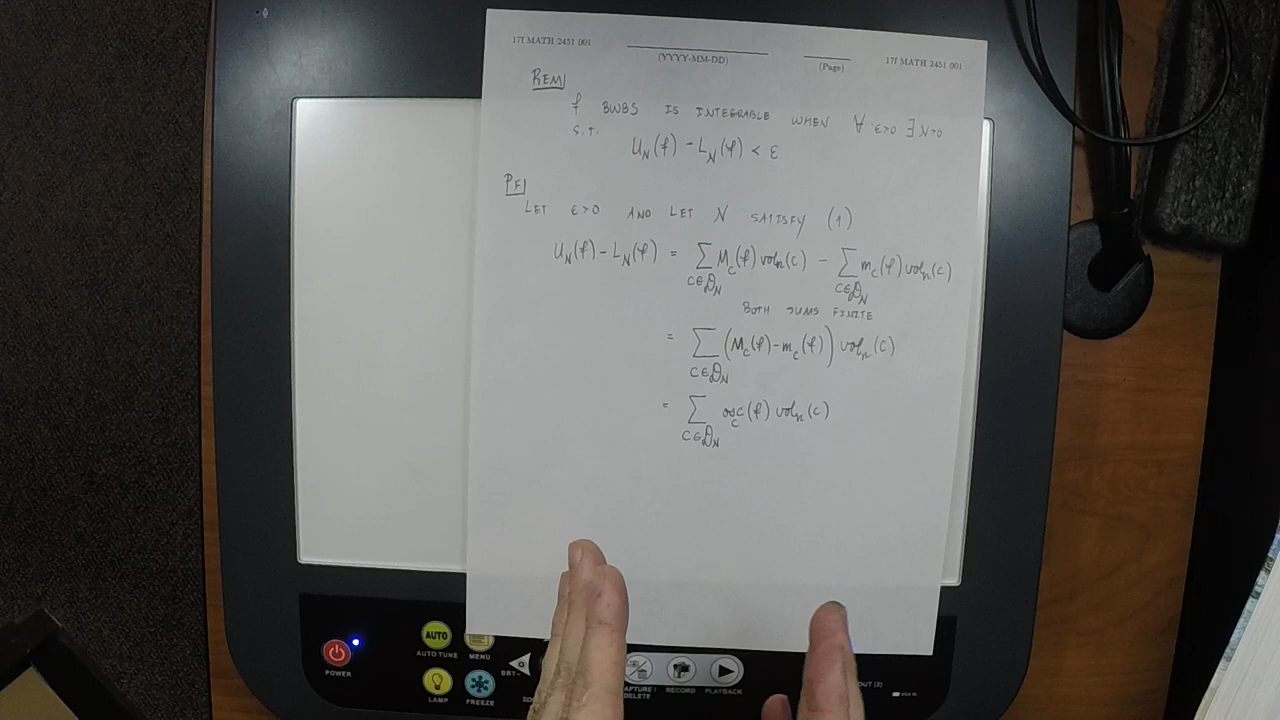 17f MATH 2451 001
(YYYY-MM-DD)
(Page)
17f MATH 2451 001
REM]
f BWBS IS INTEGRABLE WHEN ∀ ε>0 ∃ N>0
S.T.
U_N(f) - L_N(f) < ε
PF]
LET ε>0 AND LET N SATISFY (1)
U_N(f) - L_N(f) = ∑_{C∈𝒟_N} M_C(f) vol_n(C) - ∑_{C∈𝒟_N} m_C(f) vol_n(C)
BOTH SUMS FINITE
= ∑_{C∈𝒟_N} (M_C(f) - m_C(f)) vol_n(C)
= ∑_{C∈𝒟_N} osc_C(f) vol_n(C)
POWER
AUTO
AUTO TUNE
MENU
BRT-
LAMP
FREEZE
DELETE
RECORD
PLAYBACK